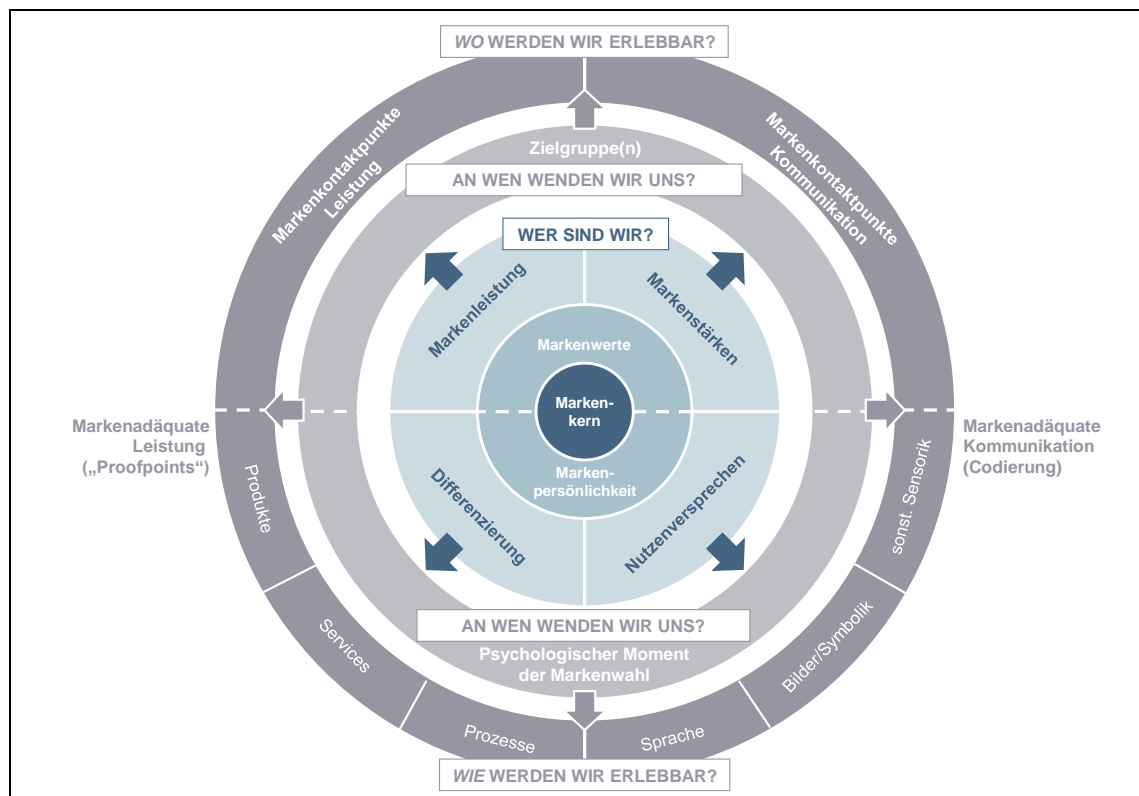 WO WERDEN WIR ERLEBBAR?
Markenkontaktpunkte
Leistung
Markenkontaktpunkte
Kommunikation
Zielgruppe(n)
AN WEN WENDEN WIR UNS?
WER SIND WIR?
Markenleistung
Markenstärken
Markenwerte
Marken-
kern
Marken-
persönlichkeit
Differenzierung
Nutzenversprechen
Markenadäquate
Leistung
(„Proofpoints“)
Markenadäquate
Kommunikation
(Codierung)
AN WEN WENDEN WIR UNS?
Psychologischer Moment
der Markenwahl
Produkte
Services
Prozesse
Sprache
Bilder/Symbolik
sonst. Sensorik
WIE WERDEN WIR ERLEBBAR?